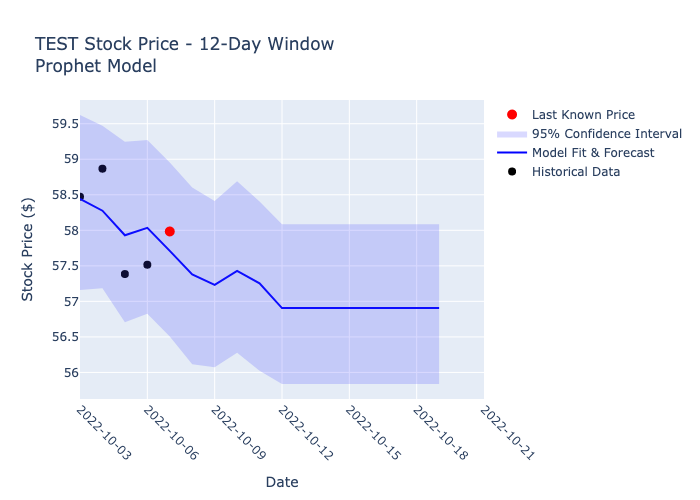 TEST Stock Price - 12-Day Window
Prophet Model
Last Known Price
95% Confidence Interval
Model Fit & Forecast
Historical Data
Stock Price ($)
59.5
59
58.5
58
57.5
57
56.5
56
2022-10-03
2022-10-06
2022-10-09
2022-10-12
2022-10-15
2022-10-18
2022-10-21
Date